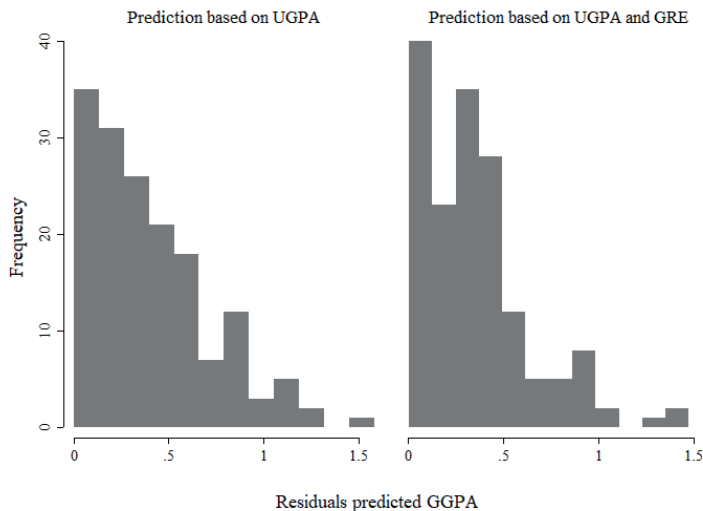 Prediction based on UGPA
Prediction based on UGPA and GRE
Frequency
40
30
20
10
0
0 .5 1 1.5
0 .5 1 1.5
Residuals predicted GGPA